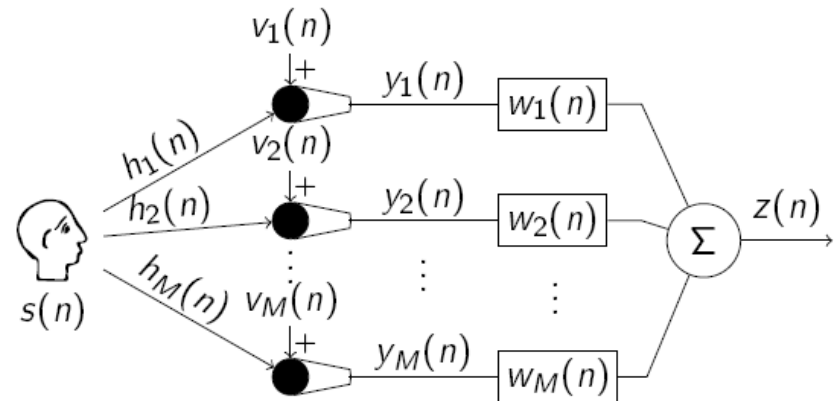 v₁(n)
+
y₁(n)
w₁(n)
h₁(n)
v₂(n)
+
h₂(n)
y₂(n)
w₂(n)
z(n)
Σ
s(n)
⋮
⋮
⋮
h_M(n)
v_M(n)
+
y_M(n)
w_M(n)